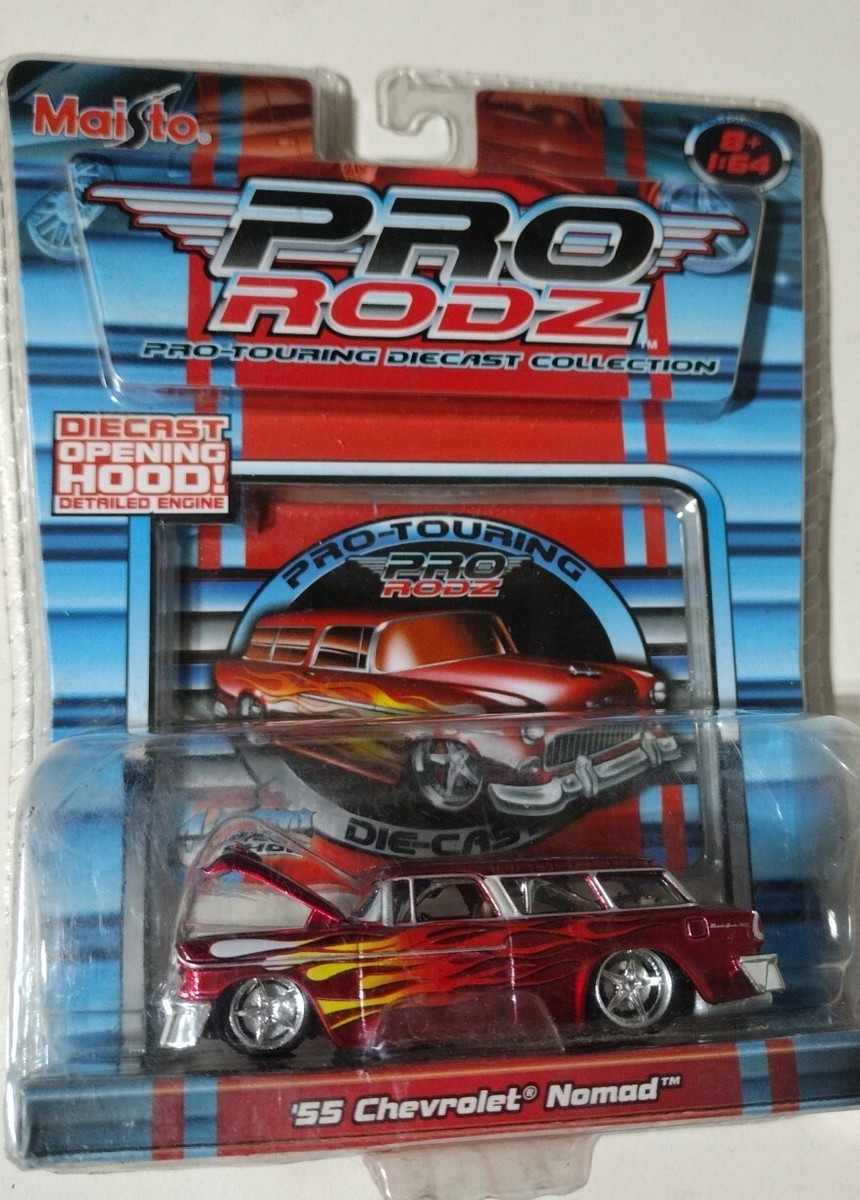 Maisto®
8+
1:64
PRO
RODZ™
PRO-TOURING DIECAST COLLECTION
DIECAST
OPENING
HOOD!
DETAILED ENGINE
PRO-TOURING
PRO
RODZ
DIE-CAST
'55 Chevrolet® Nomad™